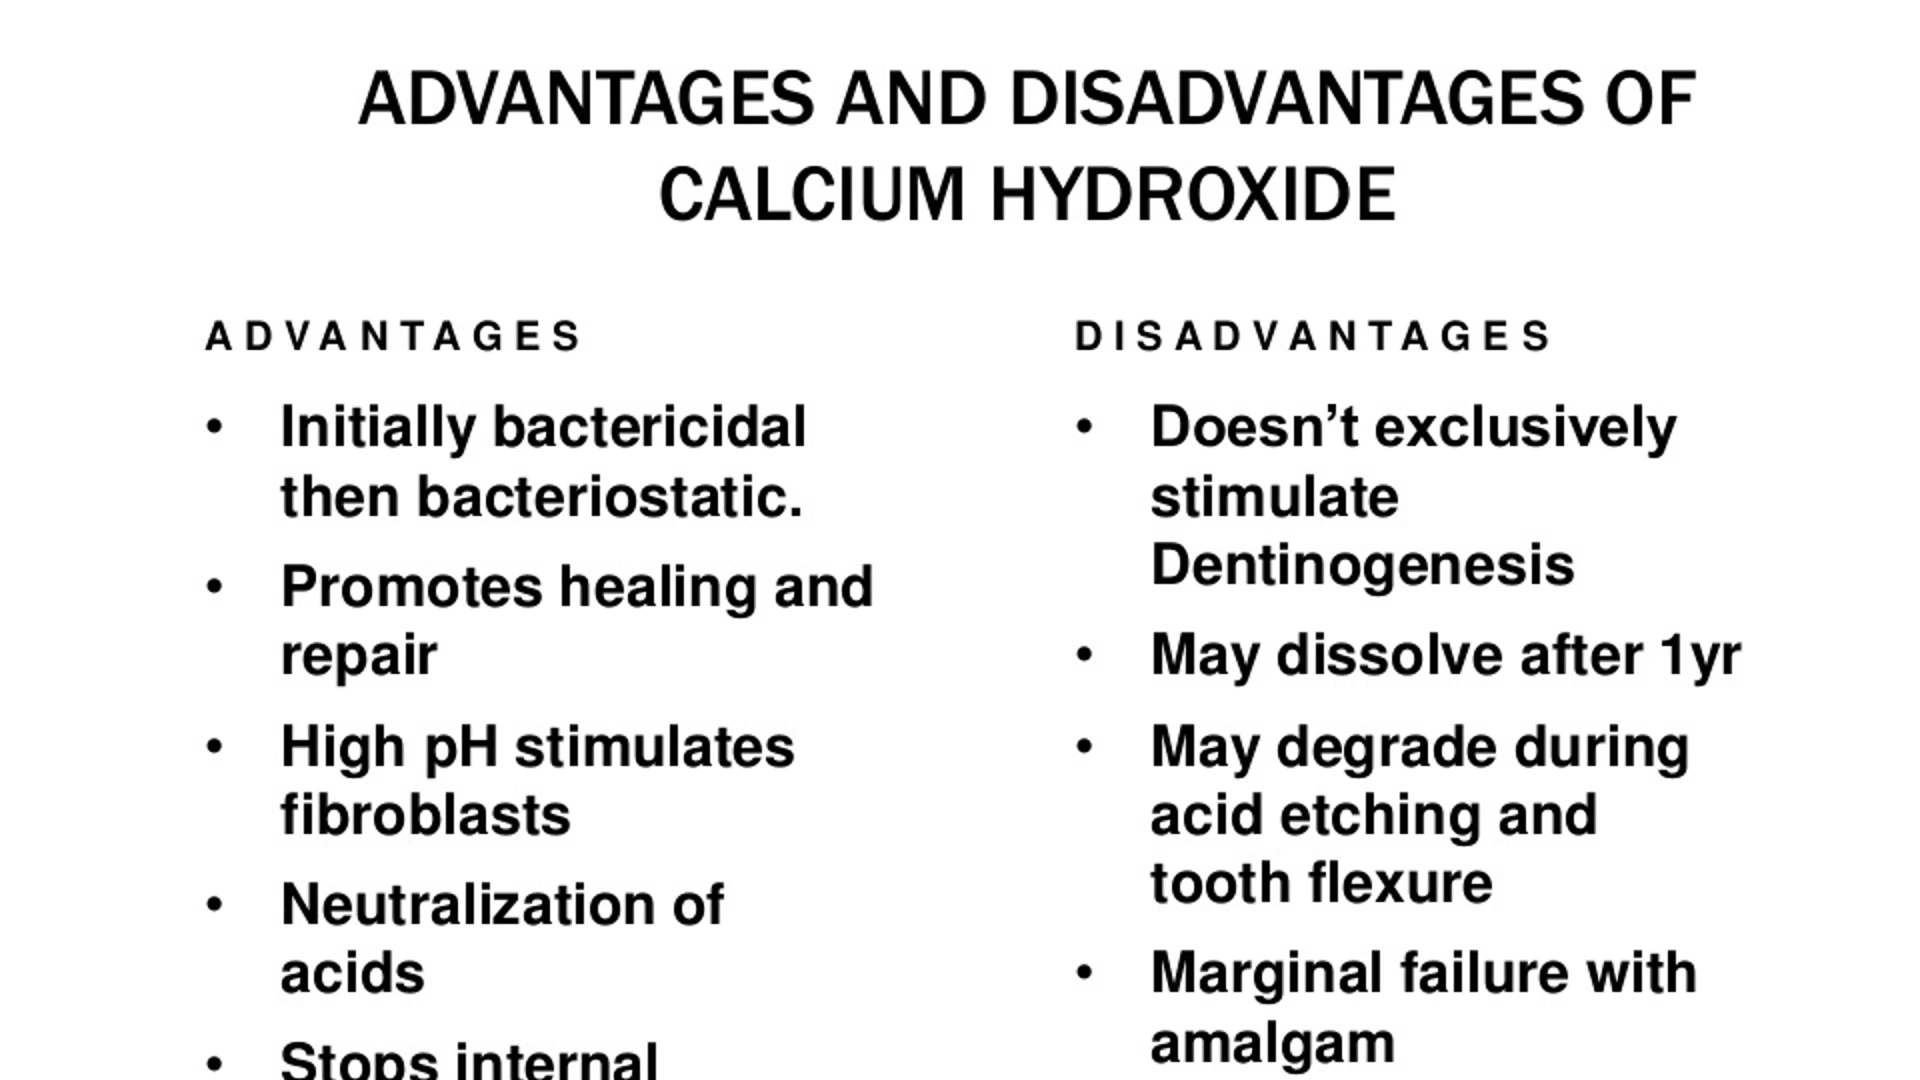 ADVANTAGES AND DISADVANTAGES OF
CALCIUM HYDROXIDE
ADVANTAGES
• Initially bactericidal
then bacteriostatic.
• Promotes healing and
repair
• High pH stimulates
fibroblasts
• Neutralization of
acids
• Stops internal
DISADVANTAGES
• Doesn’t exclusively
stimulate
Dentinogenesis
• May dissolve after 1yr
• May degrade during
acid etching and
tooth flexure
• Marginal failure with
amalgam